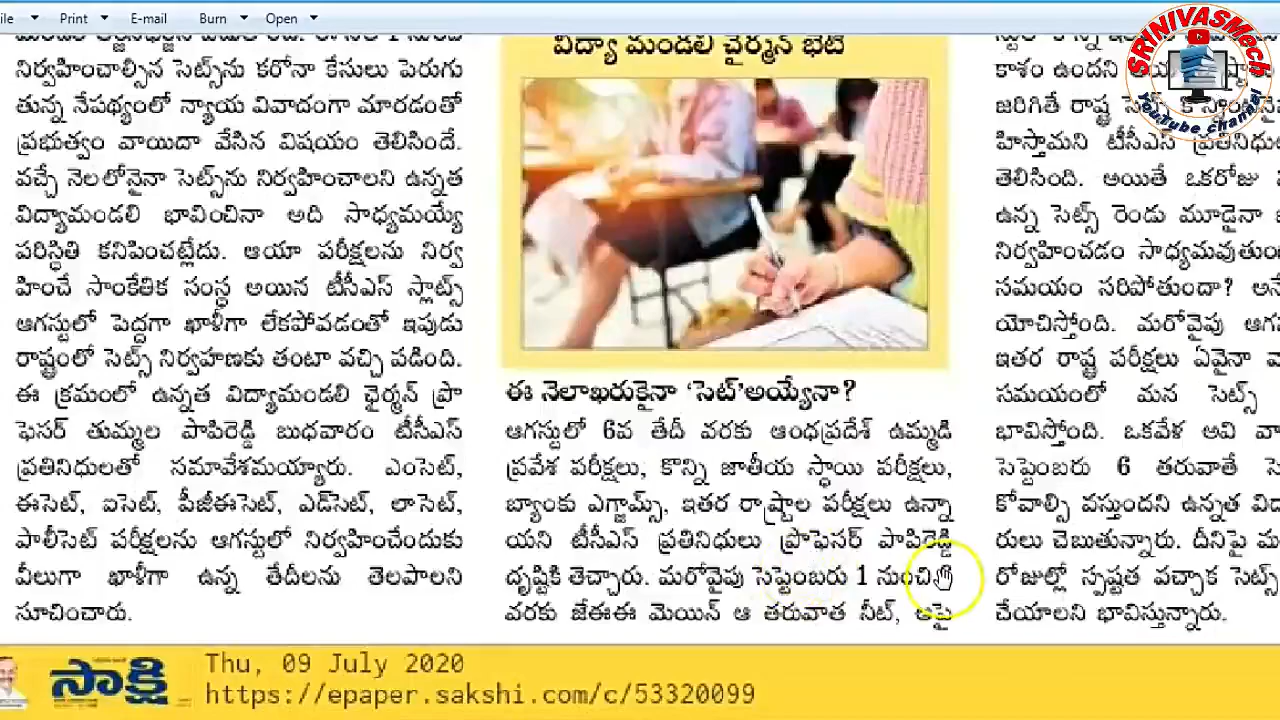 ile Print E-mail Burn Open
నిర్వహించాల్సిన సెట్స్‌ను కరోనా కేసులు పెరుగు
తున్న నేపథ్యంలో న్యాయ వివాదంగా మారడంతో
ప్రభుత్వం వాయిదా వేసిన విషయం తెలిసిందే.
వచ్చే నెలలోనైనా సెట్స్‌ను నిర్వహించాలని ఉన్నత
విద్యామండలి భావించినా అది సాధ్యమయ్యే
పరిస్థితి కనిపించట్లేదు. ఆయా పరీక్షలను నిర్వ
హించే సాంకేతిక సంస్థ అయిన టీసీఎస్ స్లాట్స్
ఆగస్టులో పెద్దగా ఖాళీగా లేకపోవడంతో ఇపుడు
రాష్ట్రంలో సెట్స్ నిర్వహణకు తంటా వచ్చి పడింది.
ఈ క్రమంలో ఉన్నత విద్యామండలి ఛైర్మన్ ప్రొ
ఫెసర్ తుమ్మల పాపిరెడ్డి బుధవారం టీసీఎస్
ప్రతినిధులతో సమావేశమయ్యారు. ఎంసెట్,
ఈసెట్, ఐసెట్, పీజీఈసెట్, ఎడ్‌సెట్, లాసెట్,
పాలీసెట్ పరీక్షలను ఆగస్టులో నిర్వహించేందుకు
వీలుగా ఖాళీగా ఉన్న తేదీలను తెలపాలని
సూచించారు.
విద్యా మండలి చైర్మన్ భేటీ
ఈ నెలాఖరుకైనా ‘సెట్’అయ్యేనా?
ఆగస్టులో 6వ తేదీ వరకు ఆంధప్రదేశ్ ఉమ్మడి
ప్రవేశ పరీక్షలు, కొన్ని జాతీయ స్థాయి పరీక్షలు,
బ్యాంకు ఎగ్జామ్స్, ఇతర రాష్ట్రాల పరీక్షలు ఉన్నా
యని టీసీఎస్ ప్రతినిధులు ప్రొఫెసర్ పాపిరెడ్డి
దృష్టికి తెచ్చారు. మరోవైపు సెప్టెంబరు 1 నుంచి
వరకు జేఈఈ మెయిన్ ఆ తరువాత నీట్, ఆపై
కాశం ఉందని
జరిగితే రాష్ట్ర
హిస్తామని టీసీఎస్
తెలిసింది. అయితే ఒకరోజు
ఉన్న సెట్స్ రెండు మూడైనా
నిర్వహించడం
సమయం సరిపోతుందా?
యోచిస్తోంది. మరోవైపు
ఇతర రాష్ట్ర పరీక్షలు ఏవైనా
సమయంలో మన సెట్స్
భావిస్తోంది. ఒకవేళ అవి
సెప్టెంబరు 6 తరువాతే
కోవాల్సి వస్తుందని ఉన్నత
రులు చెబుతున్నారు. దీనిపై
రోజుల్లో స్పష్టత వచ్చాక సెట్స్
చేయాలని భావిస్తున్నారు.
SRINIVASMech
YouTube channel
సాక్షి
Thu, 09 July 2020
https://epaper.sakshi.com/c/53320099